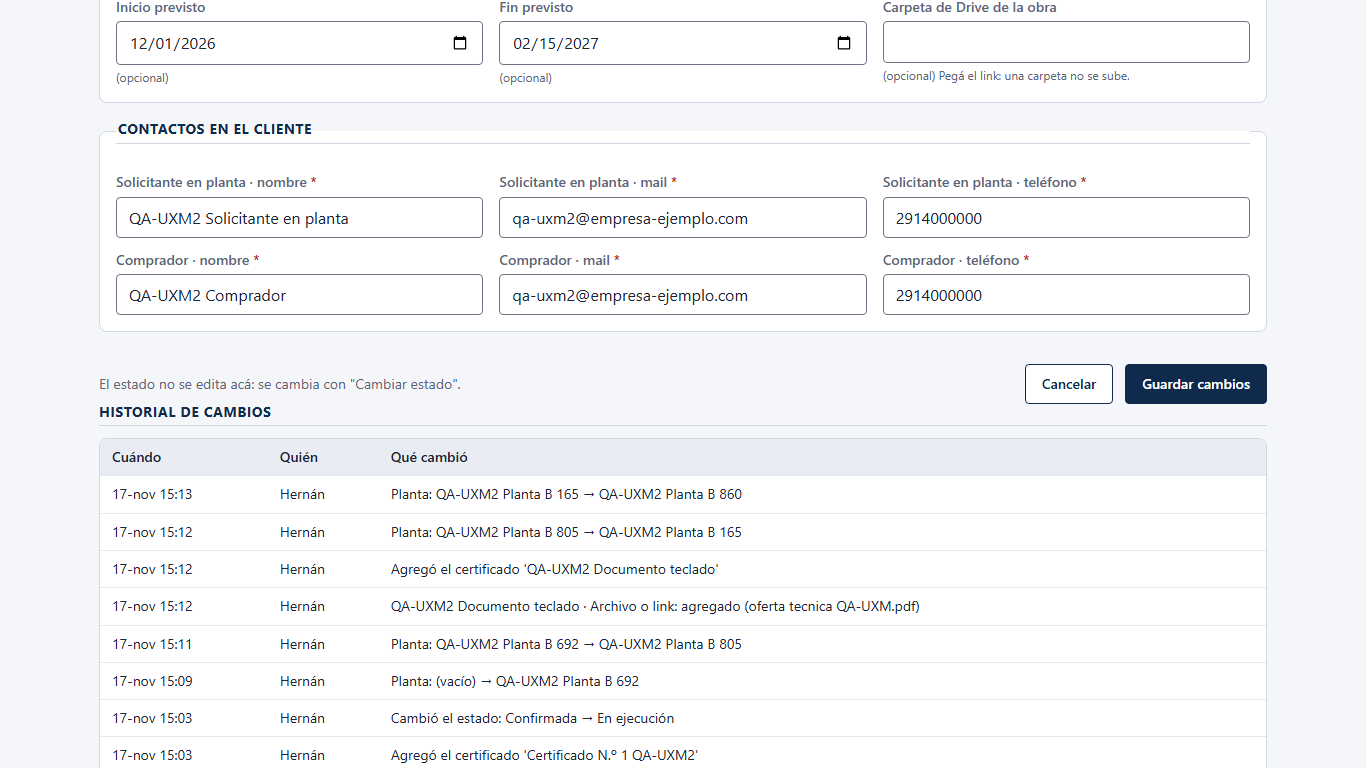 Inicio previsto Fin previsto Carpeta de Drive de la obra
12/01/2026 02/15/2027
(opcional) (opcional) (opcional) Pegá el link: una carpeta no se sube.
CONTACTOS EN EL CLIENTE
Solicitante en planta · nombre * Solicitante en planta · mail * Solicitante en planta · teléfono *
QA-UXM2 Solicitante en planta qa-uxm2@empresa-ejemplo.com 2914000000
Comprador · nombre * Comprador · mail * Comprador · teléfono *
QA-UXM2 Comprador qa-uxm2@empresa-ejemplo.com 2914000000
El estado no se edita acá: se cambia con "Cambiar estado". Cancelar Guardar cambios
HISTORIAL DE CAMBIOS
Cuándo Quién Qué cambió
17-nov 15:13 Hernán Planta: QA-UXM2 Planta B 165 → QA-UXM2 Planta B 860
17-nov 15:12 Hernán Planta: QA-UXM2 Planta B 805 → QA-UXM2 Planta B 165
17-nov 15:12 Hernán Agregó el certificado 'QA-UXM2 Documento teclado'
17-nov 15:12 Hernán QA-UXM2 Documento teclado · Archivo o link: agregado (oferta tecnica QA-UXM.pdf)
17-nov 15:11 Hernán Planta: QA-UXM2 Planta B 692 → QA-UXM2 Planta B 805
17-nov 15:09 Hernán Planta: (vacío) → QA-UXM2 Planta B 692
17-nov 15:03 Hernán Cambió el estado: Confirmada → En ejecución
17-nov 15:03 Hernán Agregó el certificado 'Certificado N.º 1 QA-UXM2'